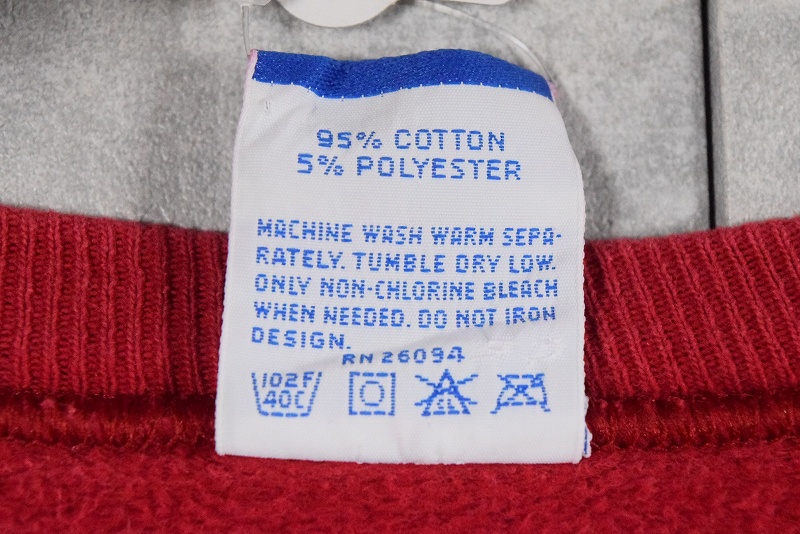 95% COTTON
5% POLYESTER
MACHINE WASH WARM SEPA-
RATELY. TUMBLE DRY LOW.
ONLY NON-CHLORINE BLEACH
WHEN NEEDED. DO NOT IRON
DESIGN.
RN 26094
102F
40C